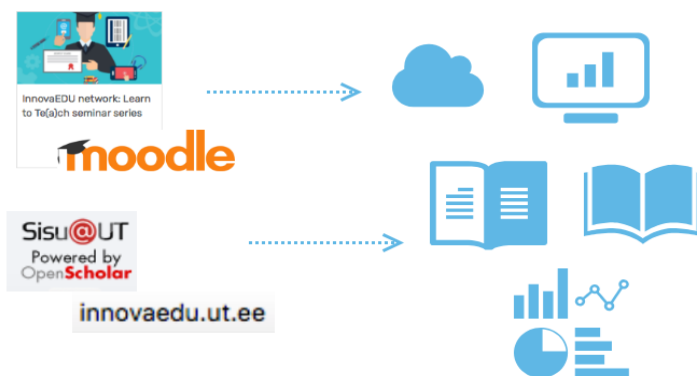 InnovaEDU network: Learn
to Te(a)ch seminar series
moodle
Sisu@UT
Powered by
OpenScholar
innovaedu.ut.ee